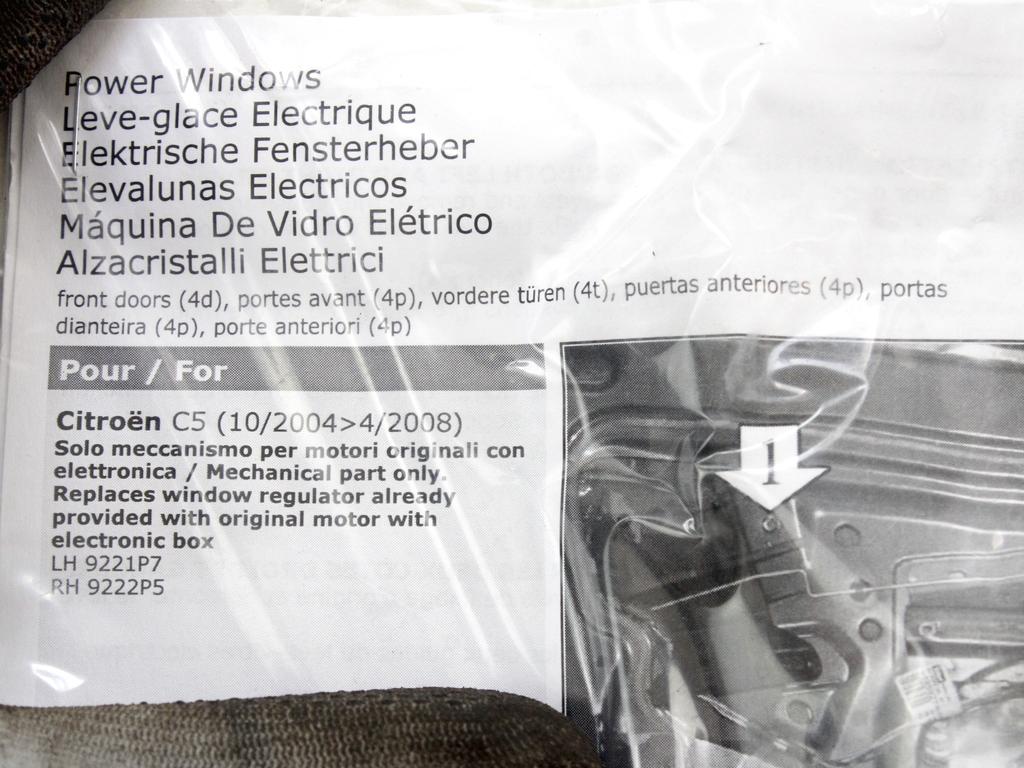 Power Windows
Leve-glace Electrique
Elektrische Fensterheber
Elevalunas Electricos
Máquina De Vidro Elétrico
Alzacristalli Elettrici
front doors (4d), portes avant (4p), vordere türen (4t), puertas anteriores (4p), portas
dianteira (4p), porte anteriori (4p)
Pour / For
Citroën C5 (10/2004>4/2008)
Solo meccanismo per motori originali con
elettronica / Mechanical part only.
Replaces window regulator already
provided with original motor with
electronic box
LH 9221P7
RH 9222P5
1